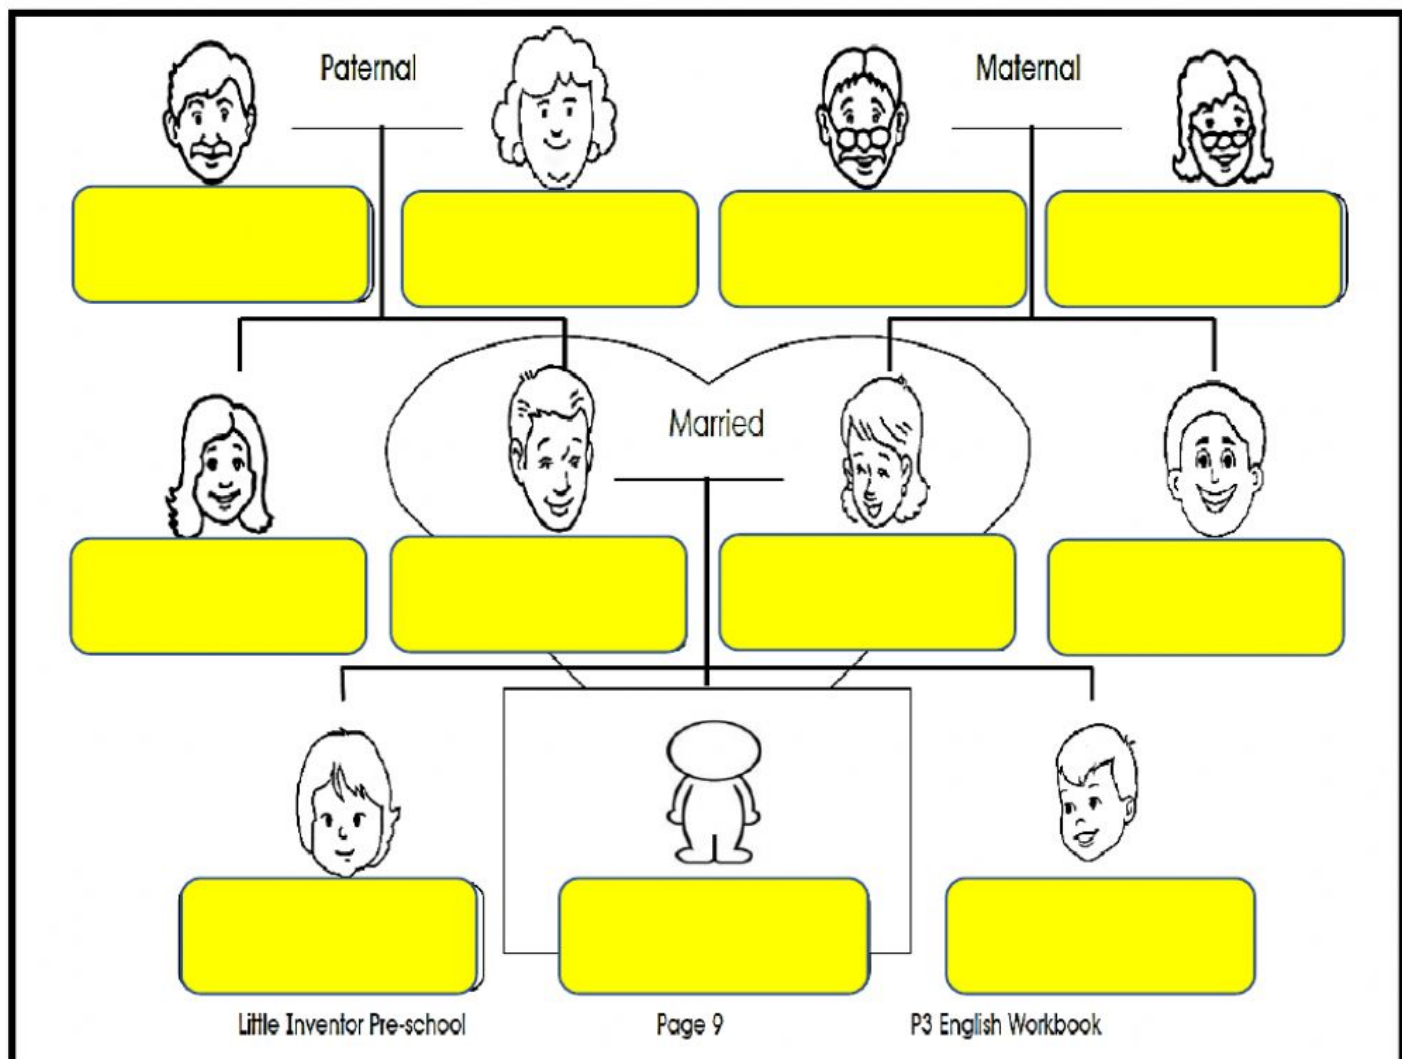 Paternal
Maternal
Married
Little Inventor Pre-school
Page 9
P3 English Workbook